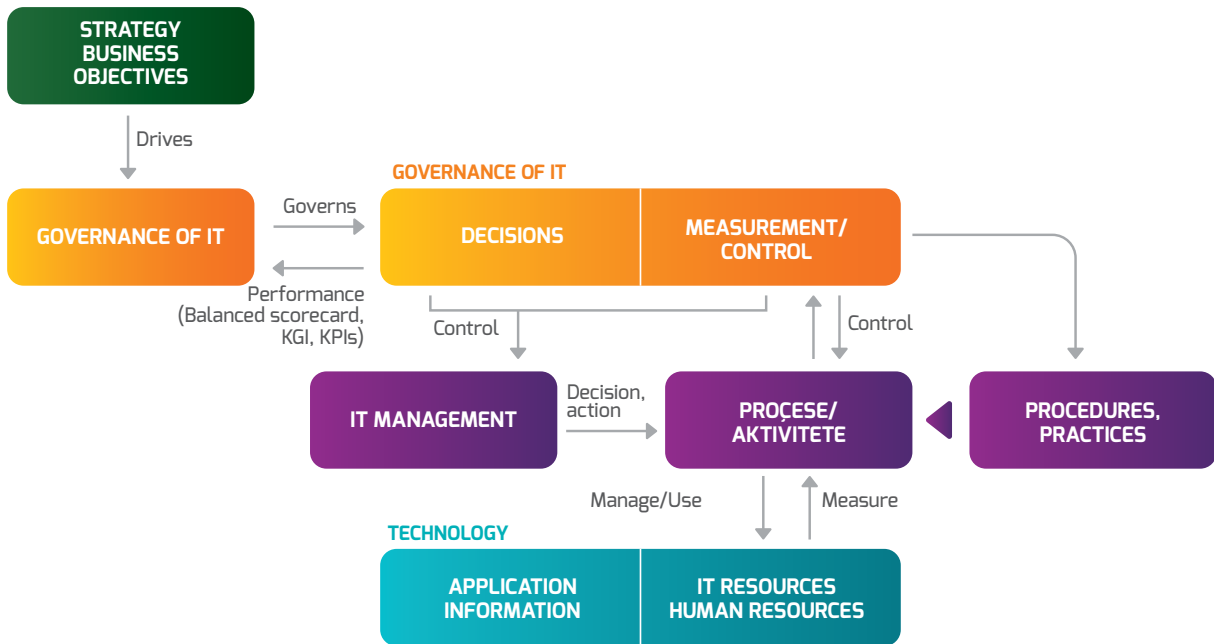 STRATEGY
BUSINESS
OBJECTIVES
Drives
GOVERNANCE OF IT
GOVERNANCE OF IT
Governs
DECISIONS
MEASUREMENT/
CONTROL
Performance
(Balanced scorecard,
KGI, KPIs)
Control
Control
IT MANAGEMENT
Decision,
action
PROÇESE/
AKTIVITETE
PROCEDURES,
PRACTICES
Manage/Use
Measure
TECHNOLOGY
APPLICATION
INFORMATION
IT RESOURCES
HUMAN RESOURCES